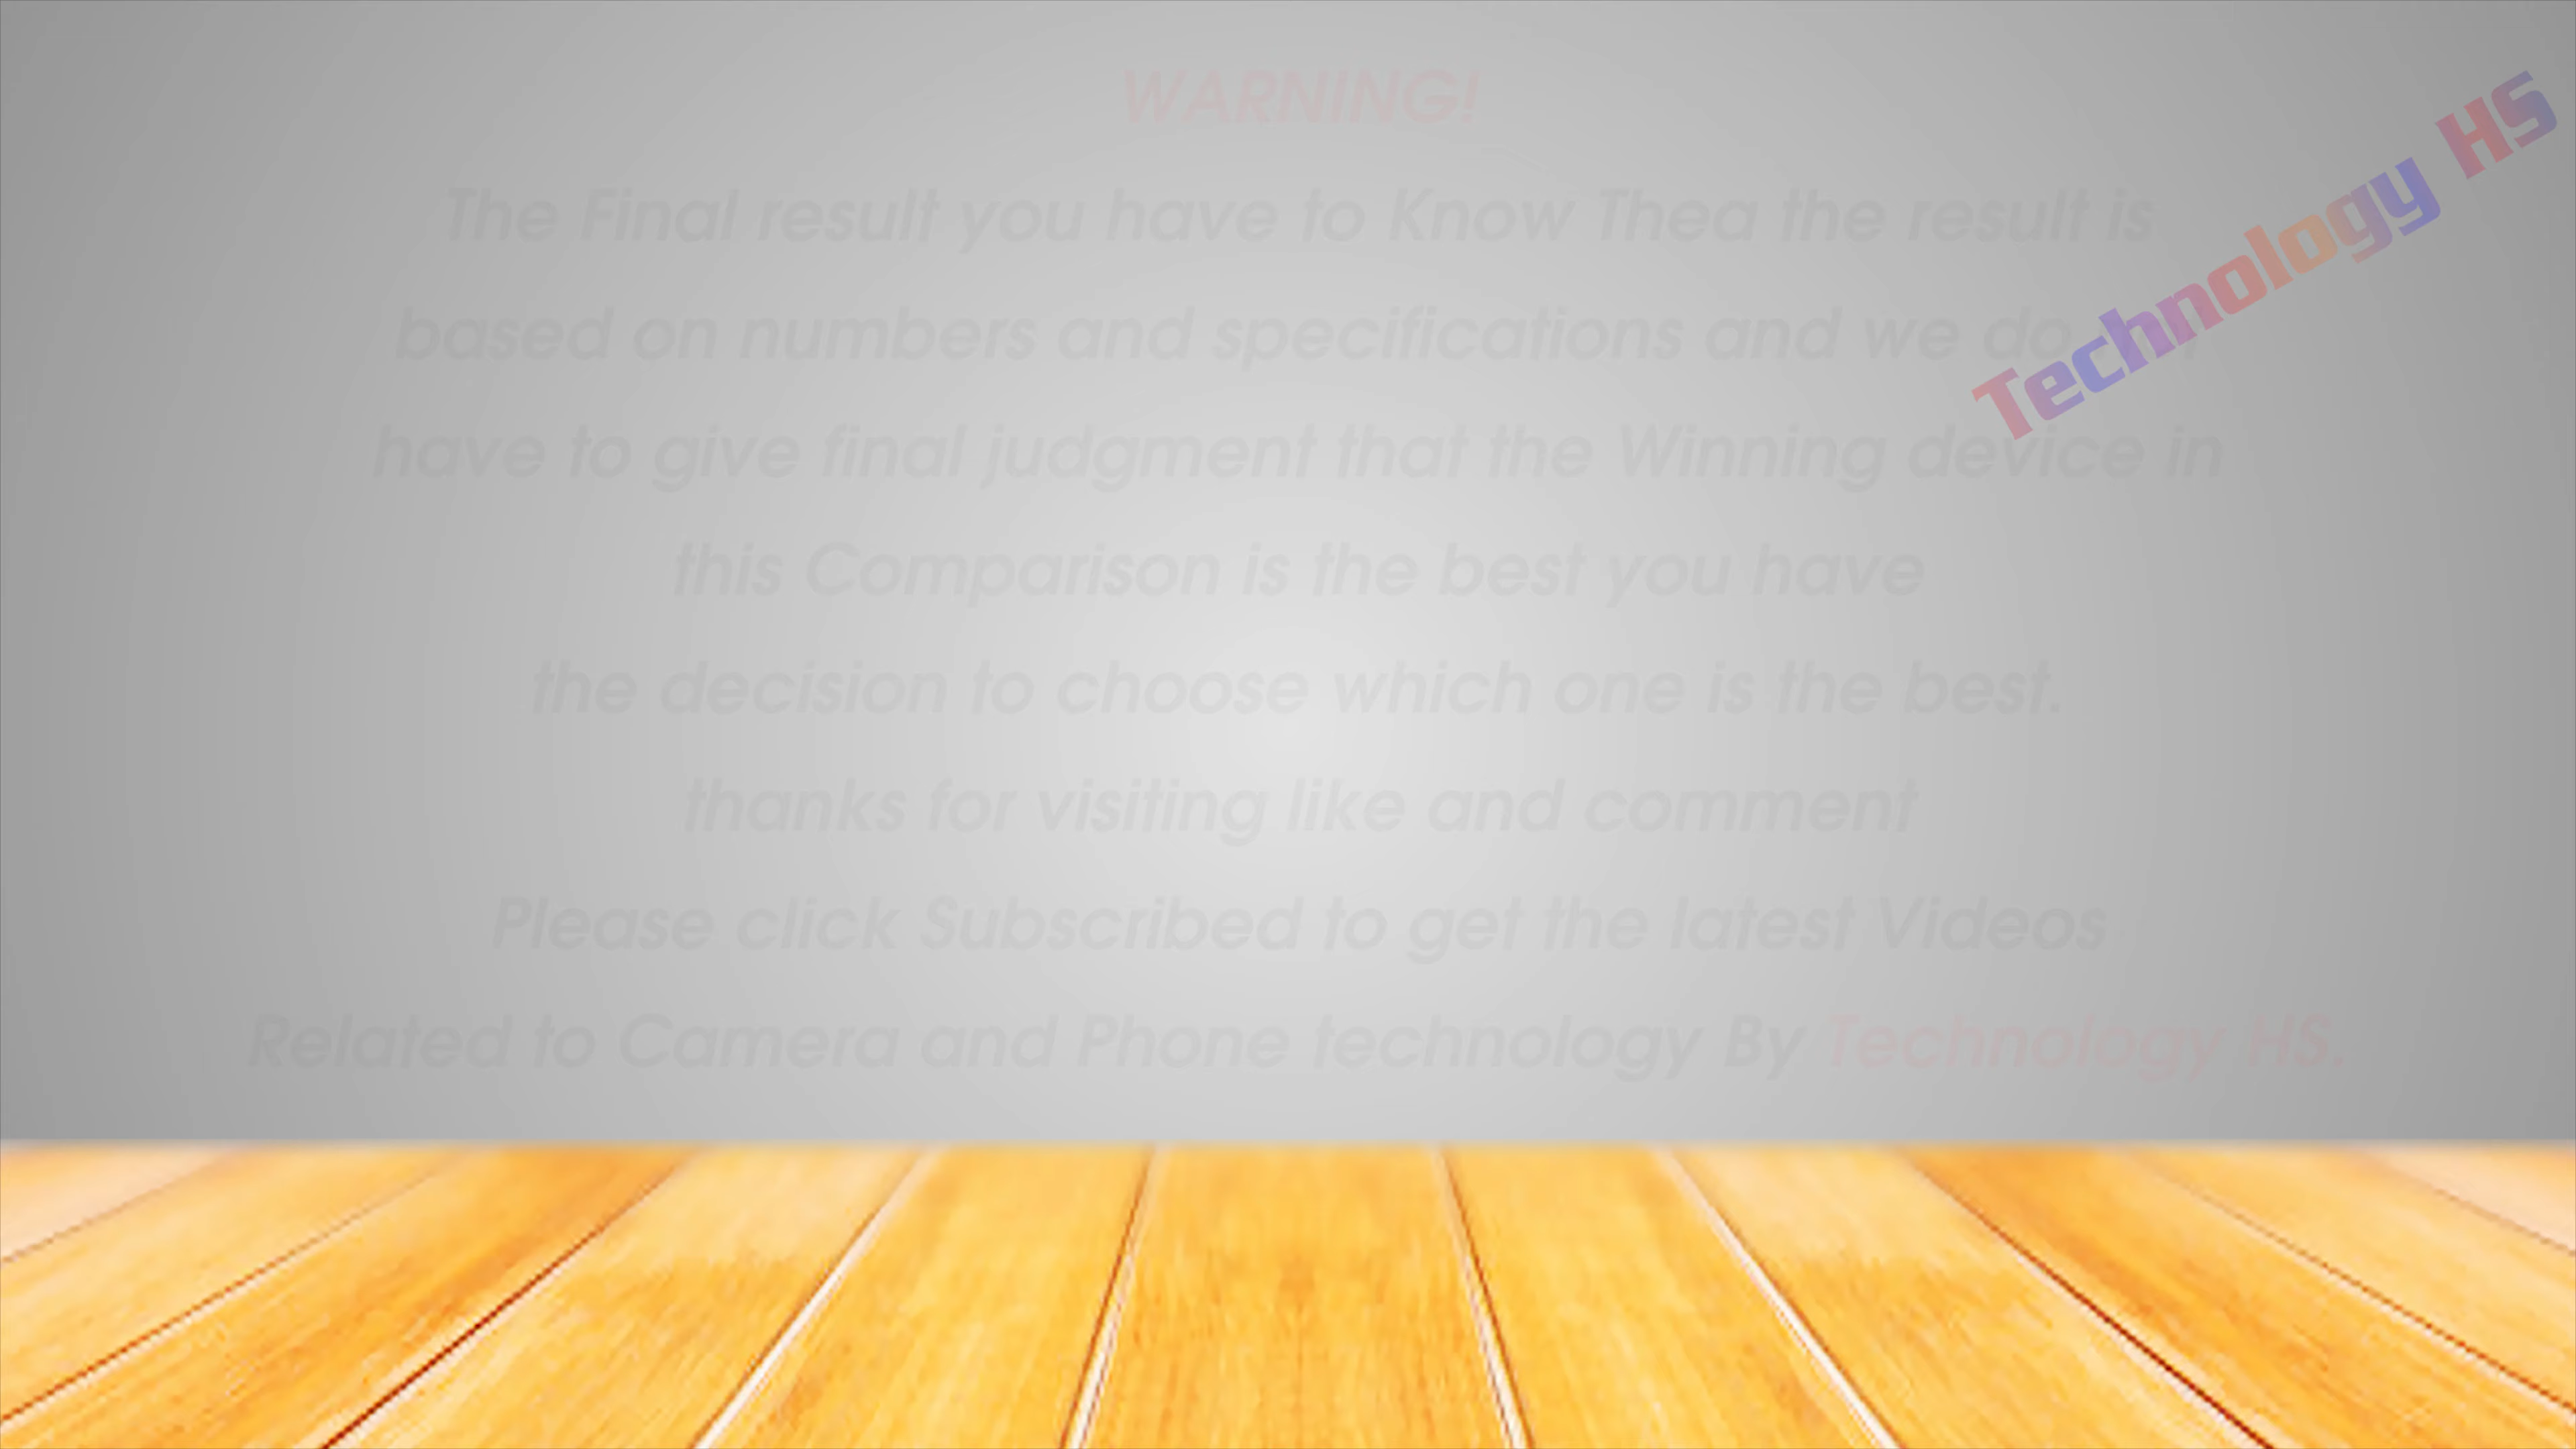 WARNING!
The Final result you have to Know Thea the result is
based on numbers and specifications and we do
have to give final judgment that the Winning device in
this Comparison is the best you have
the decision to choose which one is the best.
thanks for visiting like and comment
Please click Subscribed to get the latest Videos
Related to Camera and Phone technology By Technology HS.
Technology HS